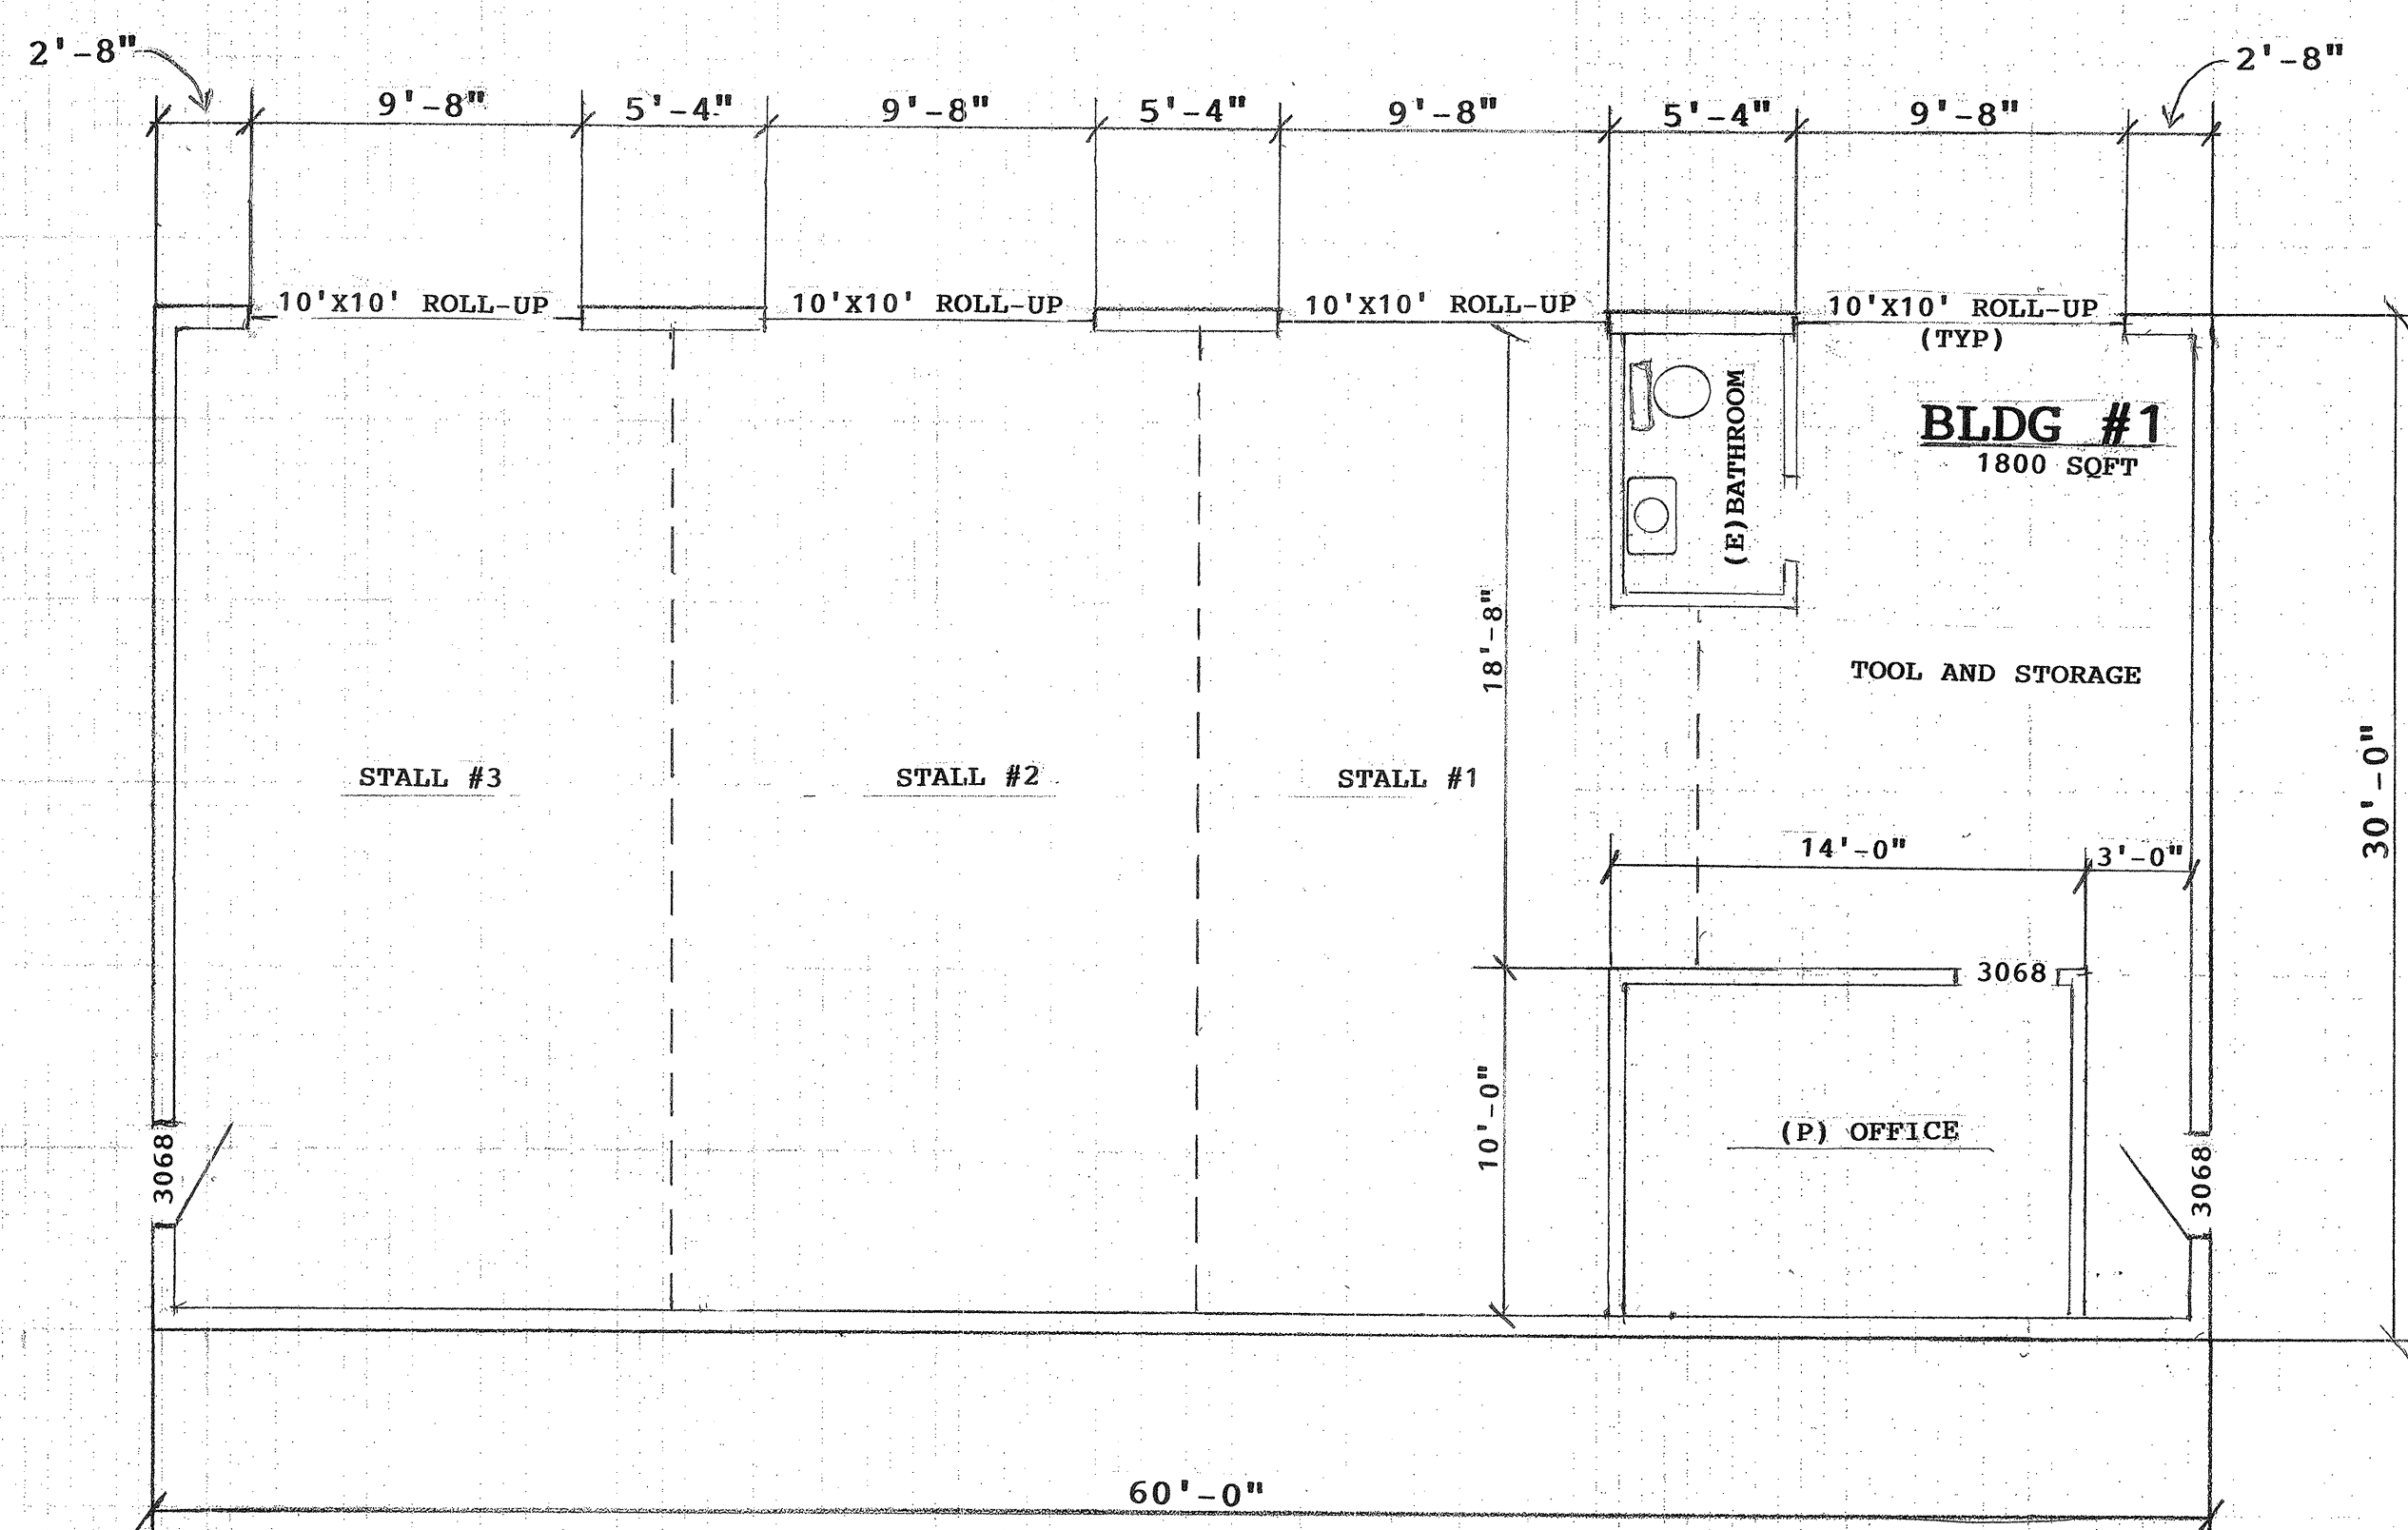 2'-8"
2'-8"
9'-8"
5'-4"
9'-8"
5'-4"
9'-8"
5'-4"
9'-8"
10'X10' ROLL-UP
10'X10' ROLL-UP
10'X10' ROLL-UP
10'X10' ROLL-UP
(TYP)
(E)BATHROOM
BLDG #1
1800 SQFT
18'-8"
TOOL AND STORAGE
STALL #3
STALL #2
STALL #1
30'-0"
14'-0"
3'-0"
3068
10'-0"
(P) OFFICE
3068
3068
60'-0"